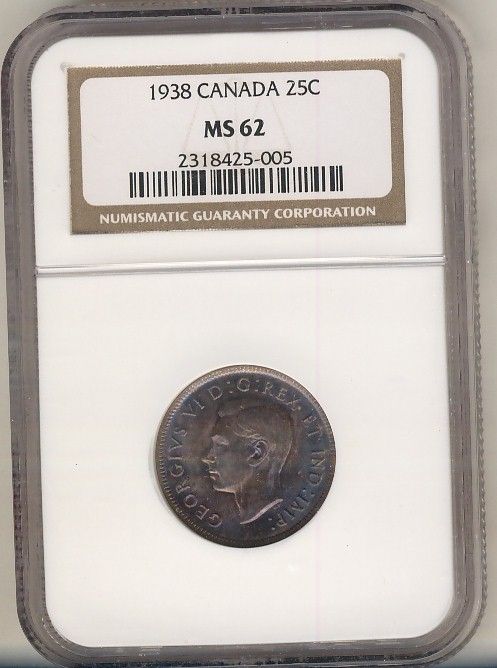 1938 CANADA 25C
MS 62
2318425-005
NUMISMATIC GUARANTY CORPORATION
GEORGIVS VI D:G:REX ET IND:IMP: